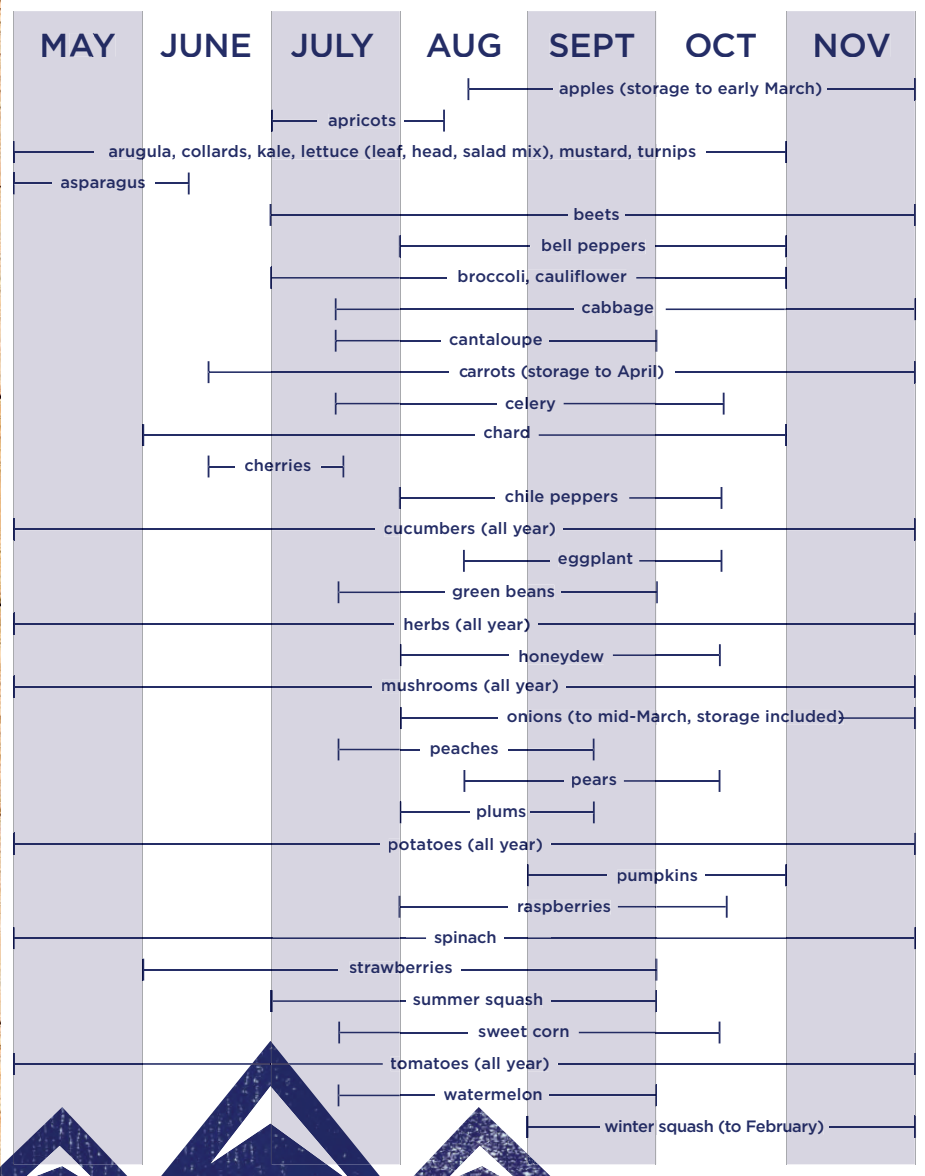 MAY JUNE JULY AUG SEPT OCT NOV
apples (storage to early March)
apricots
arugula, collards, kale, lettuce (leaf, head, salad mix), mustard, turnips
asparagus
beets
bell peppers
broccoli, cauliflower
cabbage
cantaloupe
carrots (storage to April)
celery
chard
cherries
chile peppers
cucumbers (all year)
eggplant
green beans
herbs (all year)
honeydew
mushrooms (all year)
onions (to mid-March, storage included)
peaches
pears
plums
potatoes (all year)
pumpkins
raspberries
spinach
strawberries
summer squash
sweet corn
tomatoes (all year)
watermelon
winter squash (to February)